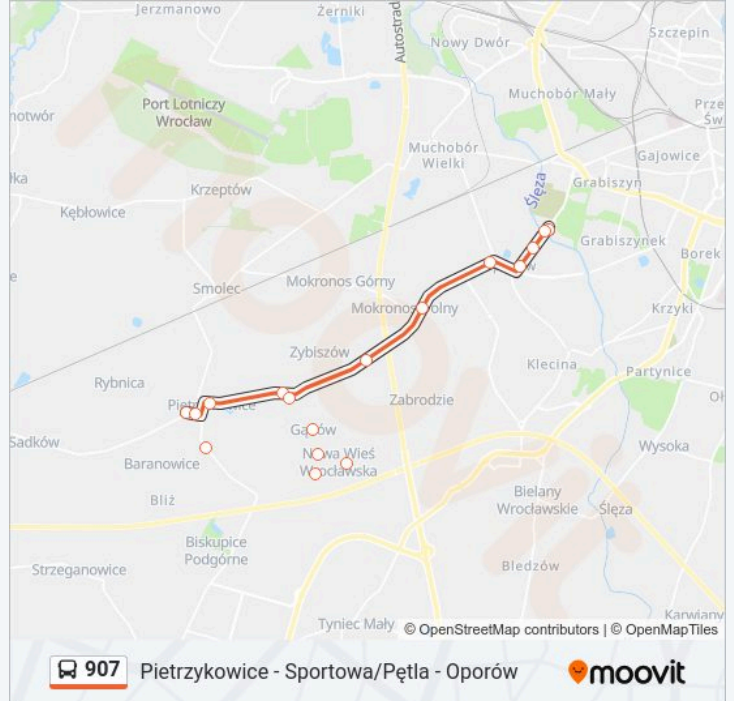 Jerzmanowo
Żerniki
Autostrad
Nowy Dwór
Szczepin
Muchobór Mały
Port Lotniczy
Wrocław
notwór
Prze
Św
Muchobór
Wielki
Gajowice
łka
Krzeptów
Ślęza
Grabiszyn
Kębłowice
Grabiszynek
Borek
e
Smolec
Mokronos Górny
Mokronos Dolny
Krzyki
Zybiszów
Klecina
Partynice
Rybnica
Oł
Zabrodzie
Sadków
Gądów
Wysoka
Baranowice
Nowa Wieś
Wrocławska
Bliż
Bielany
Wrocławskie
Ślęza
Biskupice
Podgórne
Strzeganowice
Bledzów
Karwiany
Tyniec Mały
© OpenStreetMap contributors | © OpenMapTiles
907 Pietrzykowice - Sportowa/Pętla - Oporów
moovit